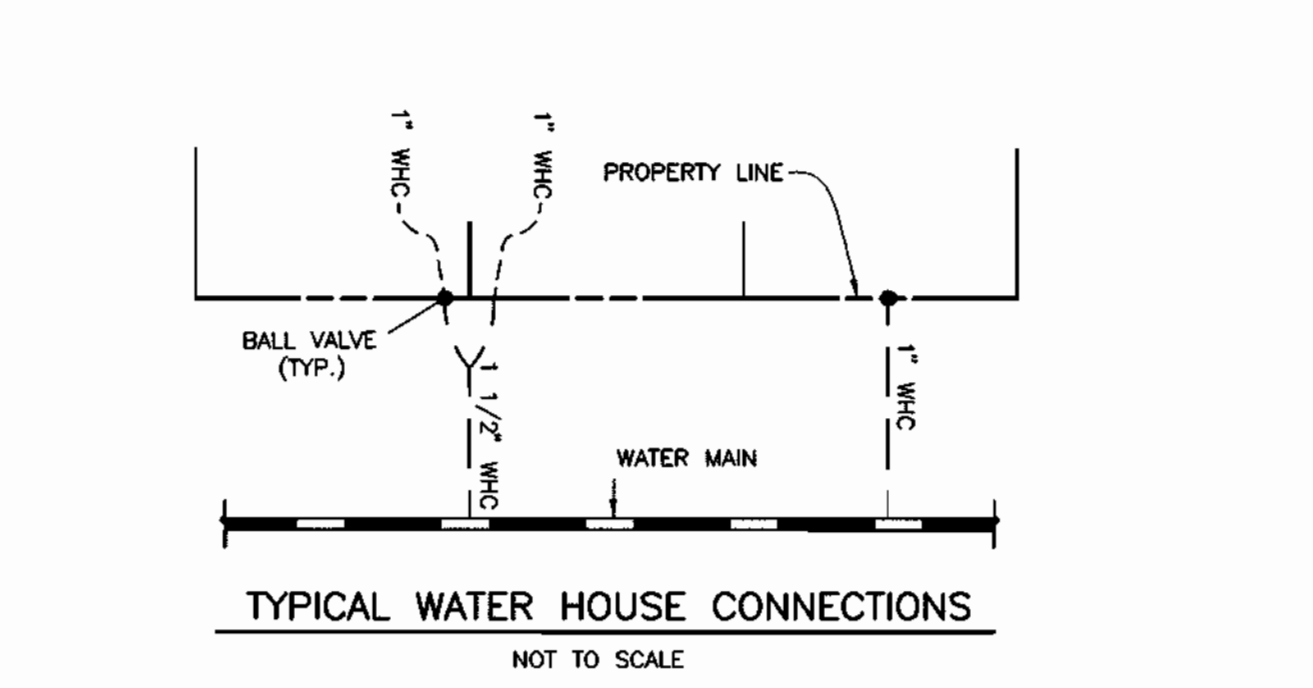 1" WHC
1" WHC
PROPERTY LINE
BALL VALVE
(TYP.)
1 1/2" WHC
1" WHC
WATER MAIN
TYPICAL WATER HOUSE CONNECTIONS
NOT TO SCALE